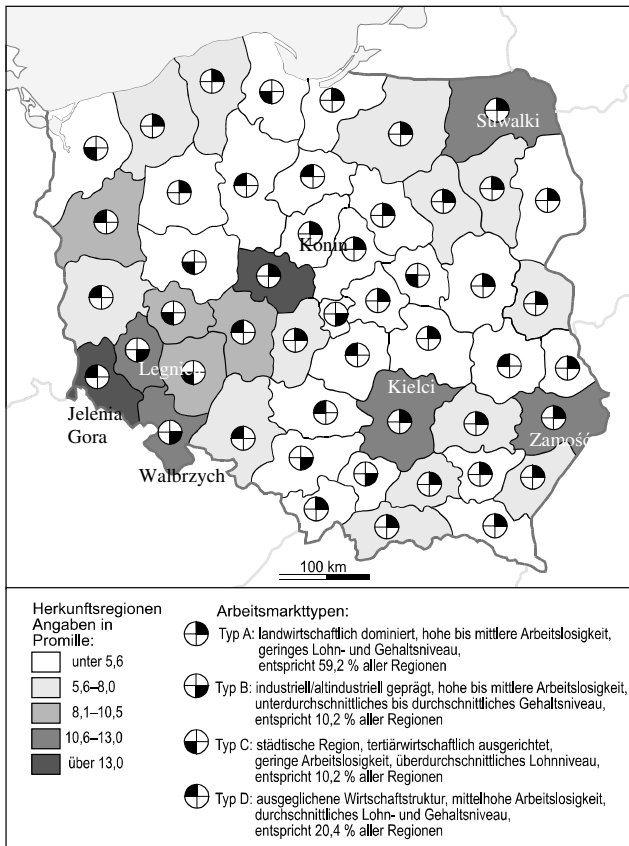 Suwalki
Konin
Legnica
Kielci
Jelenia
Gora
Zamość
Walbrzych
100 km
Herkunftsregionen
Angaben in
Promille:
unter 5,6
5,6–8,0
8,1–10,5
10,6–13,0
über 13,0
Arbeitsmarkttypen:
Typ A: landwirtschaftlich dominiert, hohe bis mittlere Arbeitslosigkeit,
geringes Lohn- und Gehaltsniveau,
entspricht 59,2 % aller Regionen
Typ B: industriell/altindustriell geprägt, hohe bis mittlere Arbeitslosigkeit,
unterdurchschnittliches bis durchschnittliches Gehaltsniveau,
entspricht 10,2 % aller Regionen
Typ C: städtische Region, tertiärwirtschaftlich ausgerichtet,
geringe Arbeitslosigkeit, überdurchschnittliches Lohnniveau,
entspricht 10,2 % aller Regionen
Typ D: ausgeglichene Wirtschaftstruktur, mittelhohe Arbeitslosigkeit,
durchschnittliches Lohn- und Gehaltsniveau,
entspricht 20,4 % aller Regionen